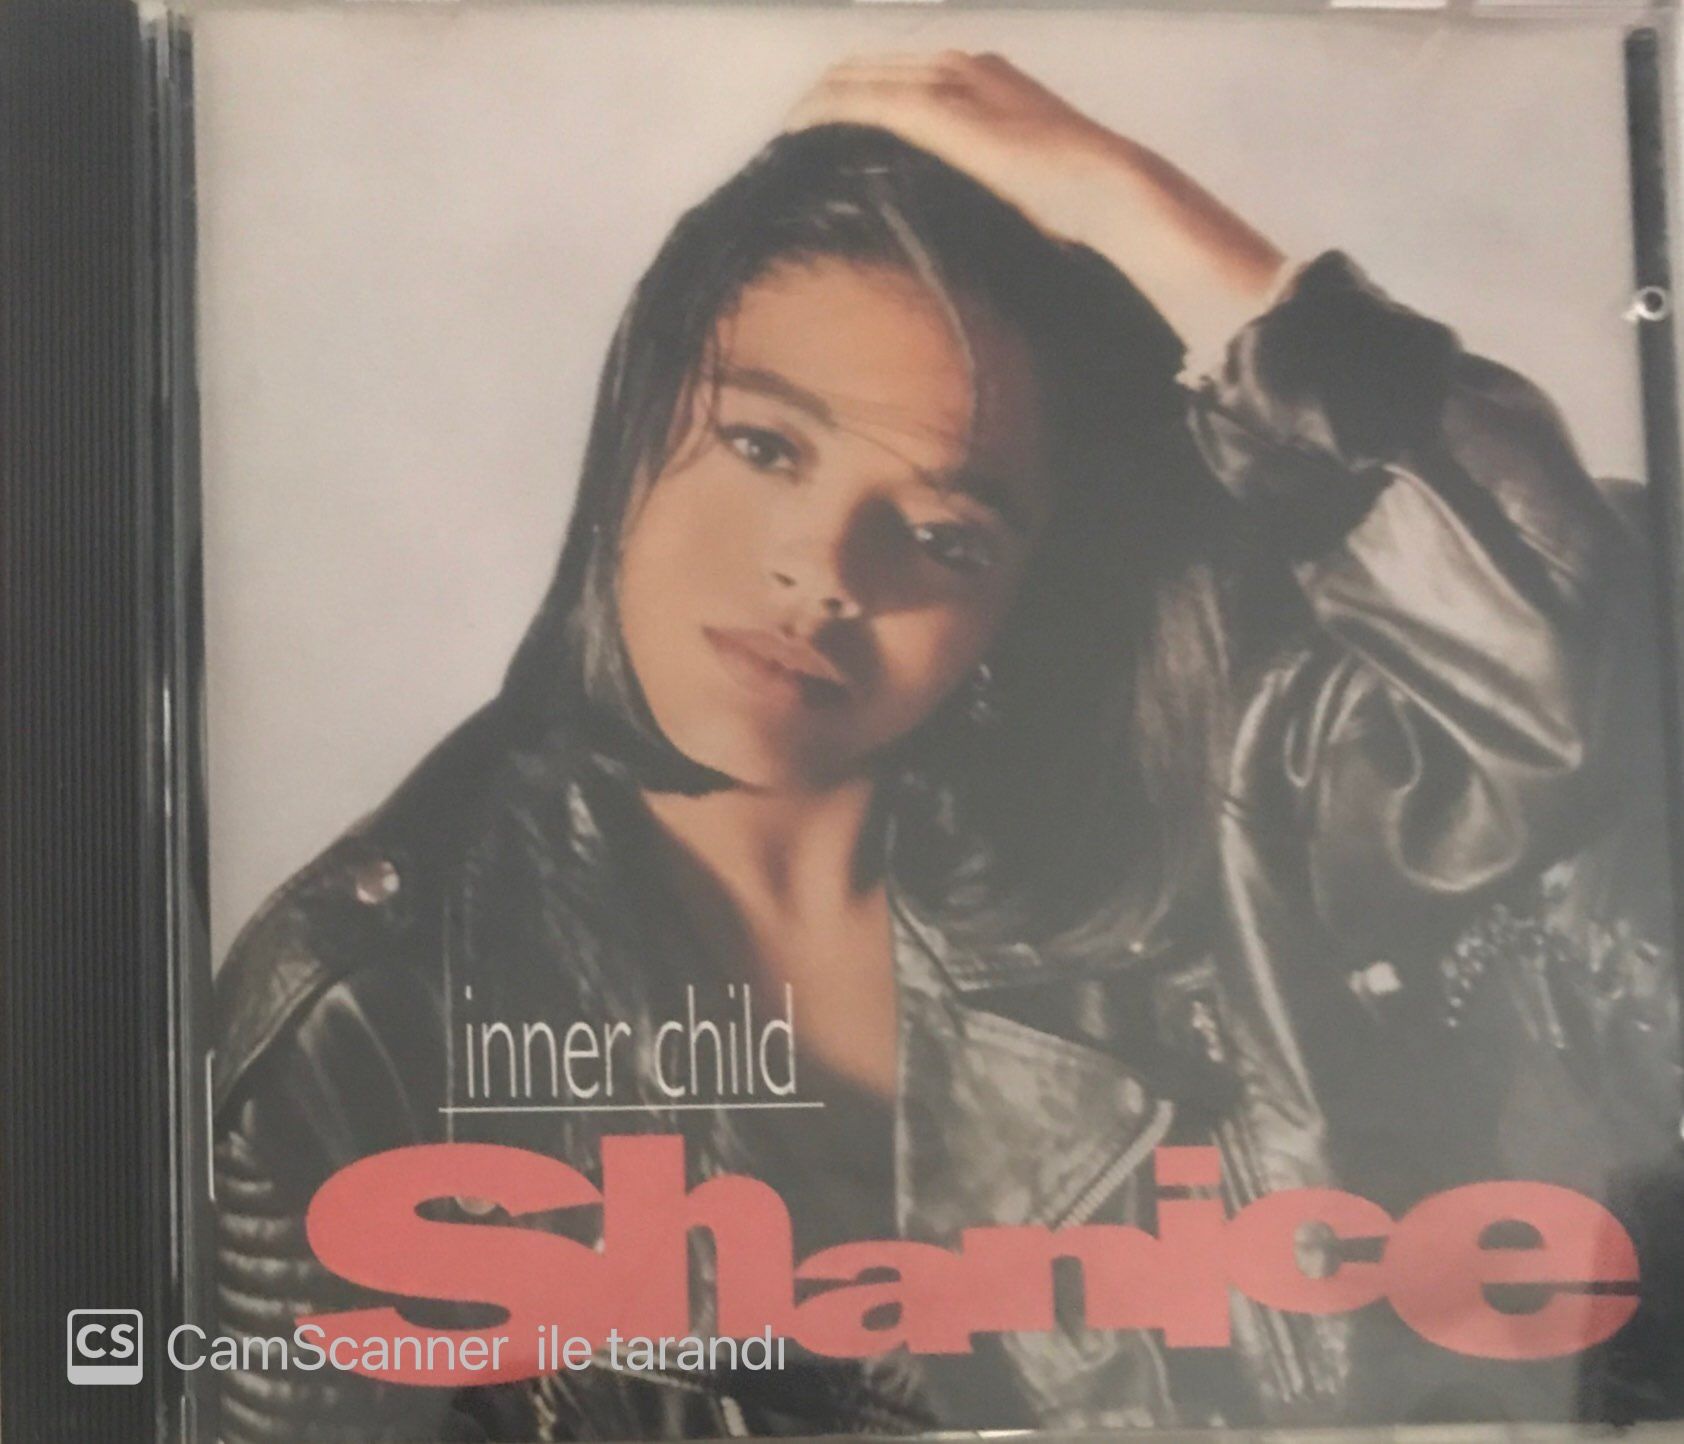 inner child
Shanice
CS CamScanner ile tarandı